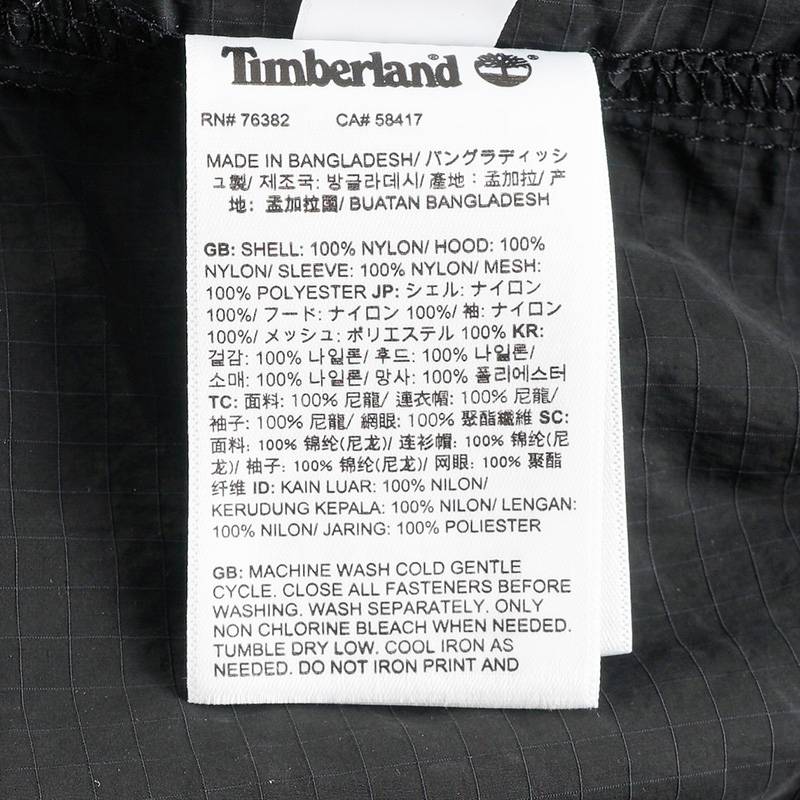 Timberland®
RN# 76382 CA# 58417
MADE IN BANGLADESH/ バングラディッシ
ュ製/ 제조국: 방글라데시/ 產地：孟加拉/ 产
地：孟加拉國/ BUATAN BANGLADESH
GB: SHELL: 100% NYLON/ HOOD: 100%
NYLON/ SLEEVE: 100% NYLON/ MESH:
100% POLYESTER JP: シェル: ナイロン
100%/ フード: ナイロン 100%/ 袖: ナイロン
100%/ メッシュ: ポリエステル 100% KR:
겉감: 100% 나일론/ 후드: 100% 나일론/
소매: 100% 나일론/ 망사: 100% 폴리에스터
TC: 面料: 100% 尼龍/ 連衣帽: 100% 尼龍/
袖子: 100% 尼龍/ 網眼: 100% 聚酯纖維 SC:
面料: 100% 锦纶(尼龙)/ 连衫帽: 100% 锦纶(尼
龙)/ 袖子: 100% 锦纶(尼龙)/ 网眼: 100% 聚酯
纤维 ID: KAIN LUAR: 100% NILON/
KERUDUNG KEPALA: 100% NILON/ LENGAN:
100% NILON/ JARING: 100% POLIESTER
GB: MACHINE WASH COLD GENTLE
CYCLE. CLOSE ALL FASTENERS BEFORE
WASHING. WASH SEPARATELY. ONLY
NON CHLORINE BLEACH WHEN NEEDED.
TUMBLE DRY LOW. COOL IRON AS
NEEDED. DO NOT IRON PRINT AND